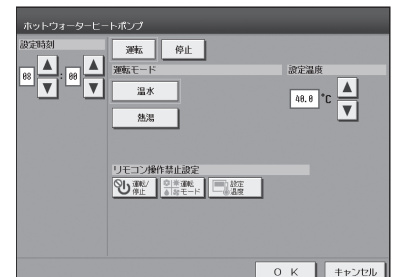 ホットウォーターヒートポンプ
設定時刻
08 : 00
運転 停止
運転モード
温水
熱湯
設定温度
40.0 °C
リモコン操作禁止設定
運転/停止
運転モード
設定温度
OK キャンセル